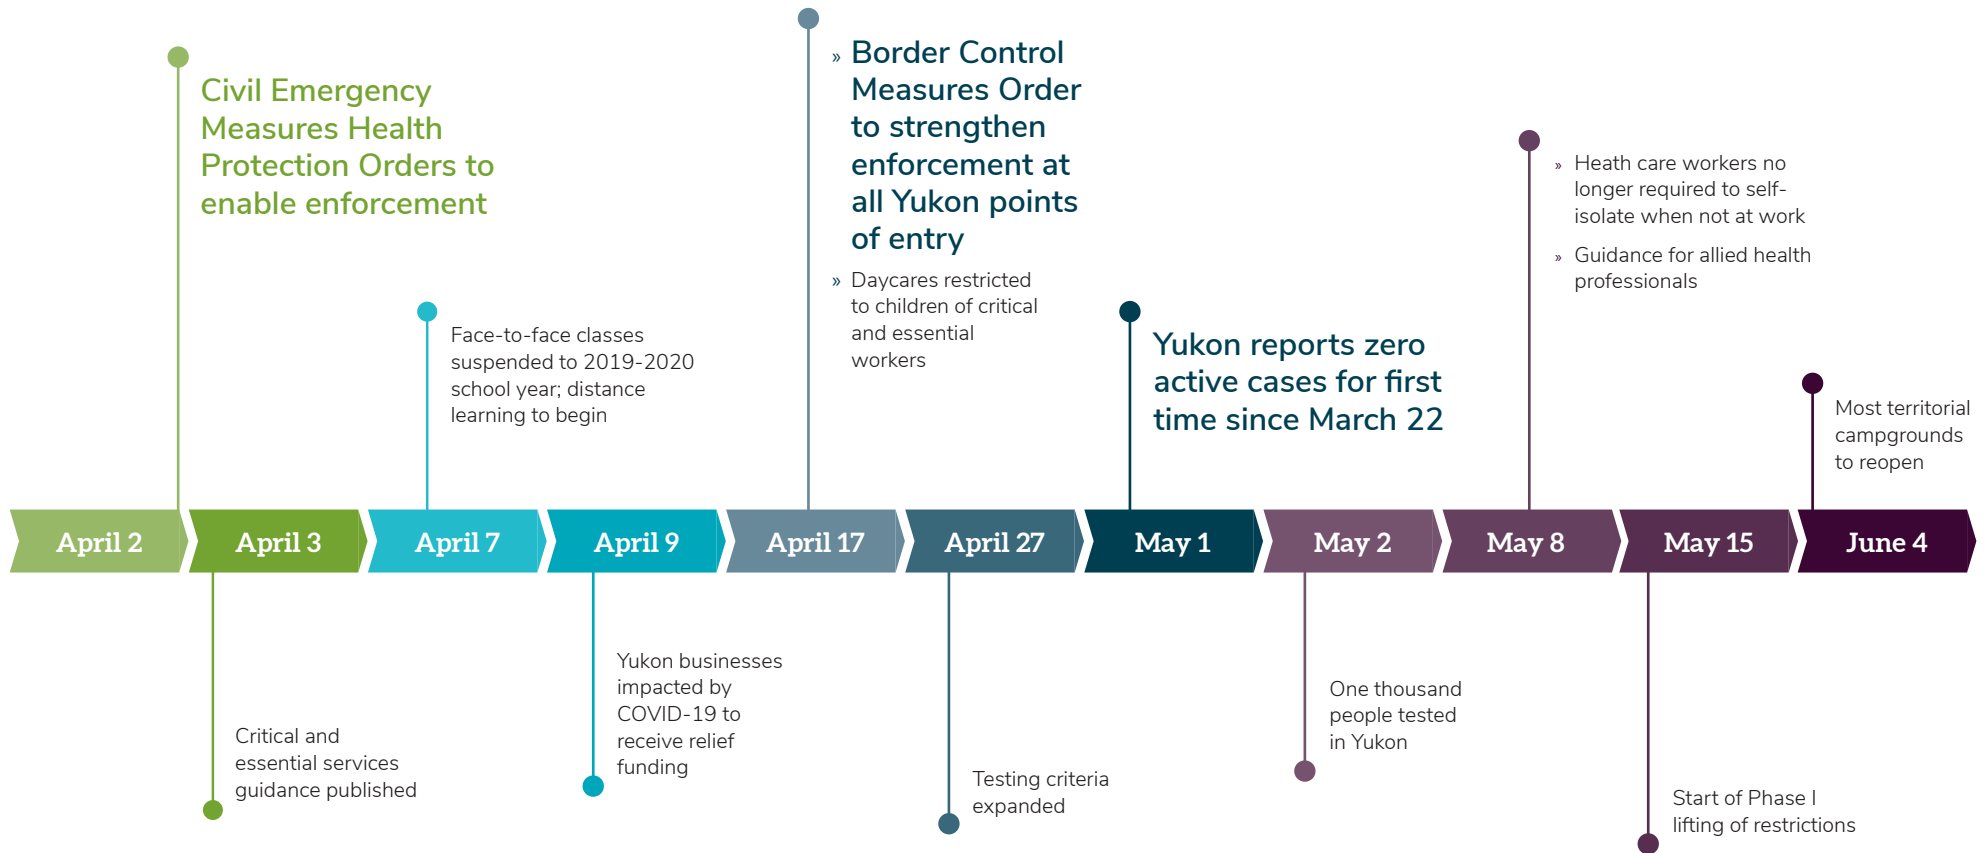 Civil Emergency
Measures Health
Protection Orders to
enable enforcement
Face-to-face classes
suspended to 2019-2020
school year; distance
learning to begin
» Border Control
Measures Order
to strengthen
enforcement at
all Yukon points
of entry
» Daycares restricted
to children of critical
and essential
workers
Yukon reports zero
active cases for first
time since March 22
» Heath care workers no
longer required to self-
isolate when not at work
» Guidance for allied health
professionals
Most territorial
campgrounds
to reopen
April 2
April 3
April 7
April 9
April 17
April 27
May 1
May 2
May 8
May 15
June 4
Critical and
essential services
guidance published
Yukon businesses
impacted by
COVID-19 to
receive relief
funding
Testing criteria
expanded
One thousand
people tested
in Yukon
Start of Phase I
lifting of restrictions